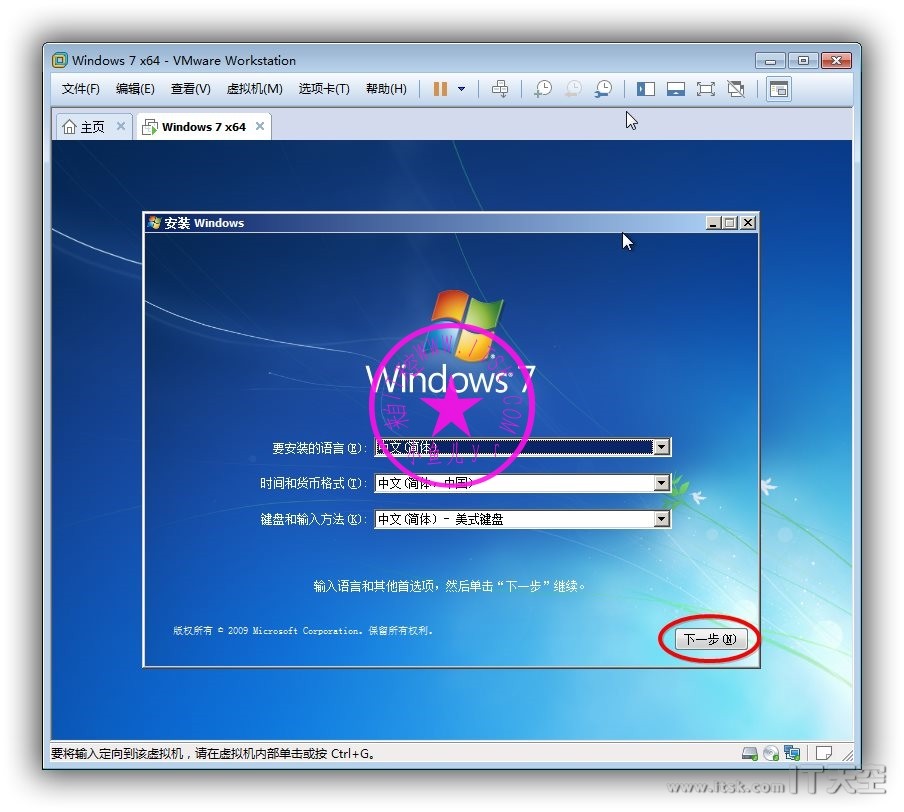 Windows 7 x64 - VMware Workstation
文件(F) 编辑(E) 查看(V) 虚拟机(M) 选项卡(T) 帮助(H)
主页 Windows 7 x64
安装 Windows
Windows 7
要安装的语言(E): 中文(简体)
时间和货币格式(T): 中文(简体，中国)
键盘和输入方法(K): 中文(简体) - 美式键盘
输入语言和其他首选项，然后单击“下一步”继续。
版权所有 © 2009 Microsoft Corporation。保留所有权利。
下一步(N)
要将输入定向到该虚拟机，请在虚拟机内部单击或按 Ctrl+G。
www.itsk.com IT天空